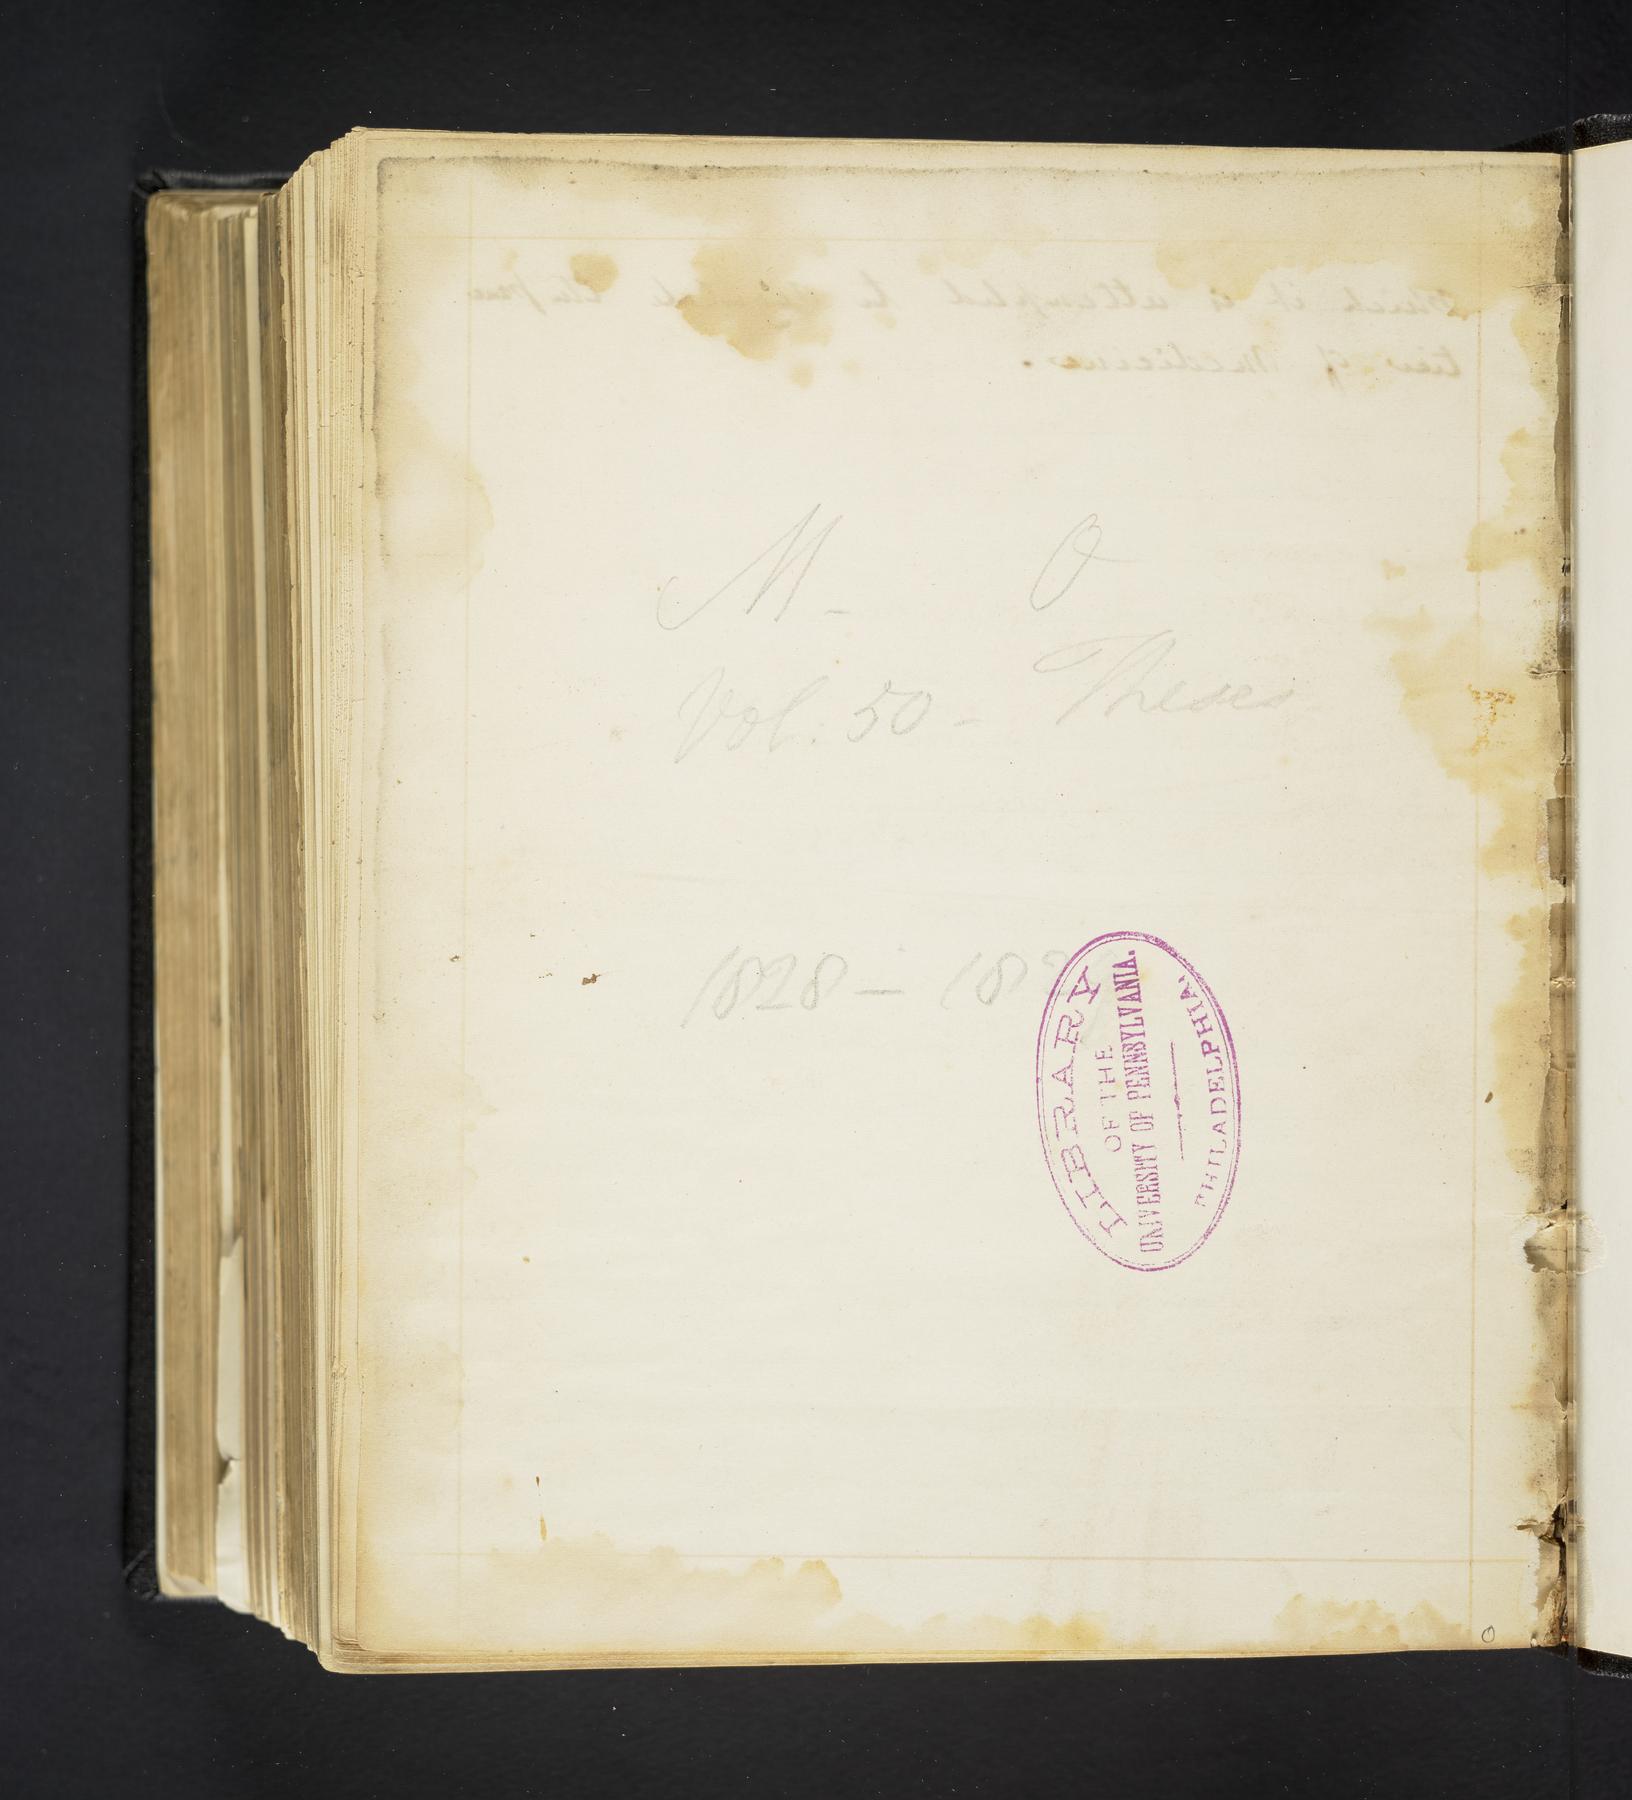 M - O
Vol. 50 - Theses
1828 - 18
LIBRARY
OF THE
UNIVERSITY OF PENNSYLVANIA.
PHILADELPHIA.